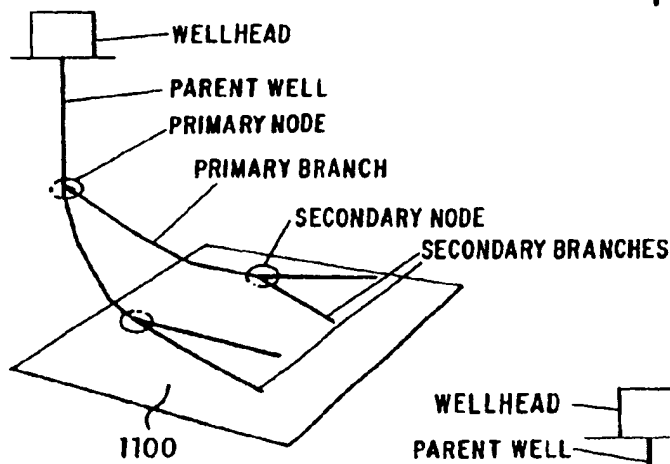 WELLHEAD
PARENT WELL
PRIMARY NODE
PRIMARY BRANCH
SECONDARY NODE
SECONDARY BRANCHES
1100
WELLHEAD
PARENT WELL